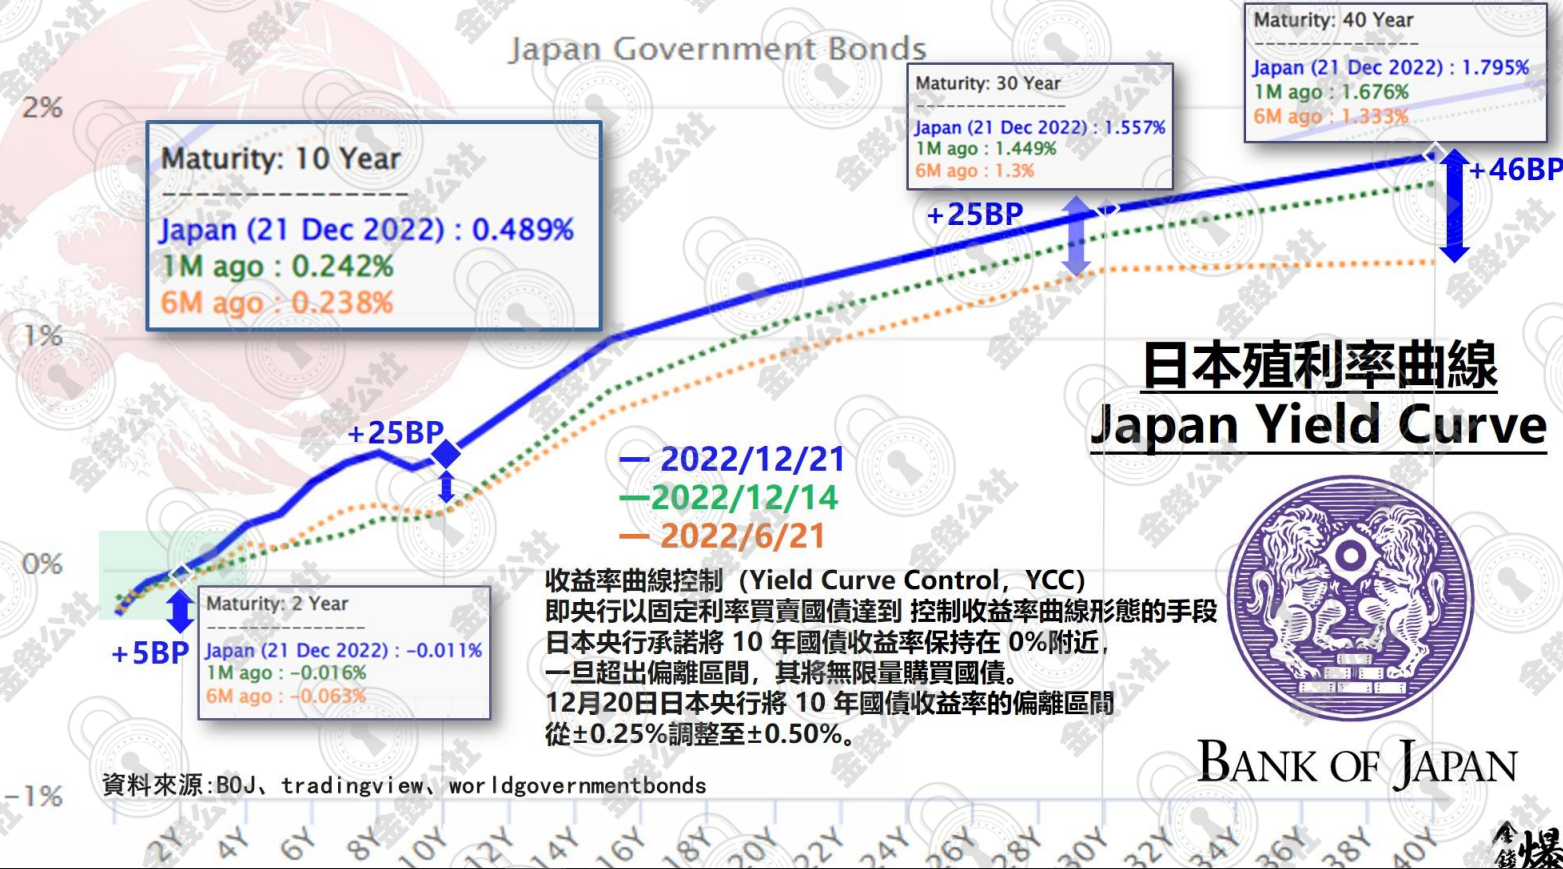 Japan Government Bonds
2%
1%
0%
-1%
Maturity: 10 Year
---------------
Japan (21 Dec 2022) : 0.489%
1M ago : 0.242%
6M ago : 0.238%
Maturity: 30 Year
---------------
Japan (21 Dec 2022) : 1.557%
1M ago : 1.449%
6M ago : 1.3%
Maturity: 40 Year
---------------
Japan (21 Dec 2022) : 1.795%
1M ago : 1.676%
6M ago : 1.333%
+46BP
+25BP
+25BP
日本殖利率曲線
Japan Yield Curve
— 2022/12/21
—2022/12/14
— 2022/6/21
+5BP
Maturity: 2 Year
---------------
Japan (21 Dec 2022) : -0.011%
1M ago : -0.016%
6M ago : -0.063%
收益率曲線控制（Yield Curve Control，YCC）
即央行以固定利率買賣國債達到 控制收益率曲線形態的手段
日本央行承諾將 10 年國債收益率保持在 0%附近，
一旦超出偏離區間，其將無限量購買國債。
12月20日日本央行將 10 年國債收益率的偏離區間
從±0.25%調整至±0.50%。
BANK OF JAPAN
資料來源:BOJ、tradingview、worldgovernmentbonds
2Y 4Y 6Y 8Y 10Y 12Y 14Y 16Y 18Y 20Y 22Y 24Y 26Y 28Y 30Y 32Y 34Y 36Y 38Y 40Y
金錢爆
金錢公社